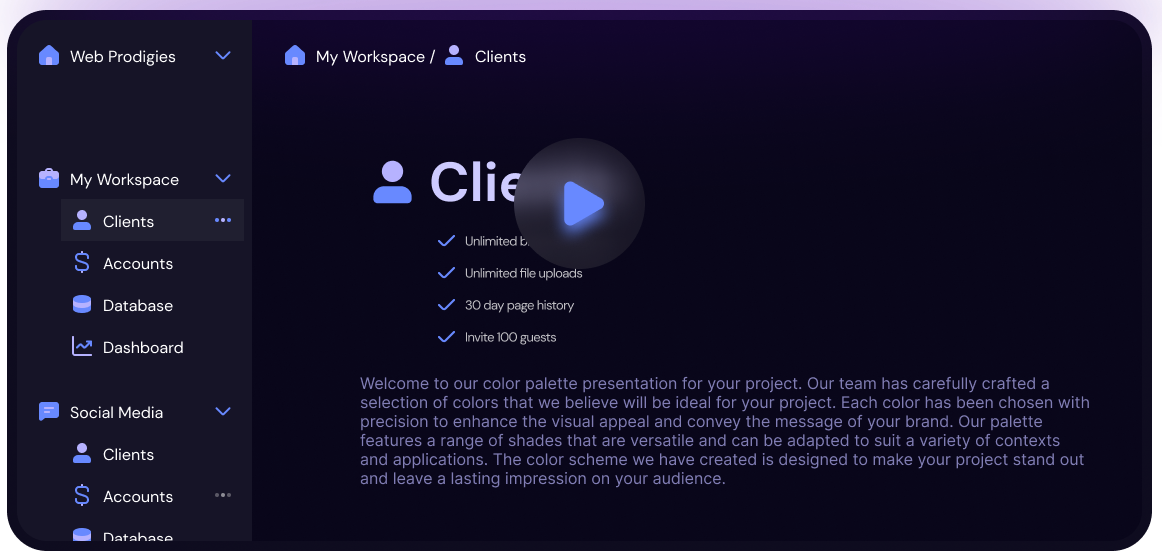 Web Prodigies
My Workspace
Clients
Accounts
Database
Dashboard
Social Media
Clients
Accounts
Database
My Workspace / Clients
Unlimited
Unlimited file uploads
30 day page history
Invite 100 guests
Welcome to our color palette presentation for your project. Our team has carefully crafted a
selection of colors that we believe will be ideal for your project. Each color has been chosen with
precision to enhance the visual appeal and convey the message of your brand. Our palette
features a range of shades that are versatile and can be adapted to suit a variety of contexts
and applications. The color scheme we have created is designed to make your project stand out
and leave a lasting impression on your audience.